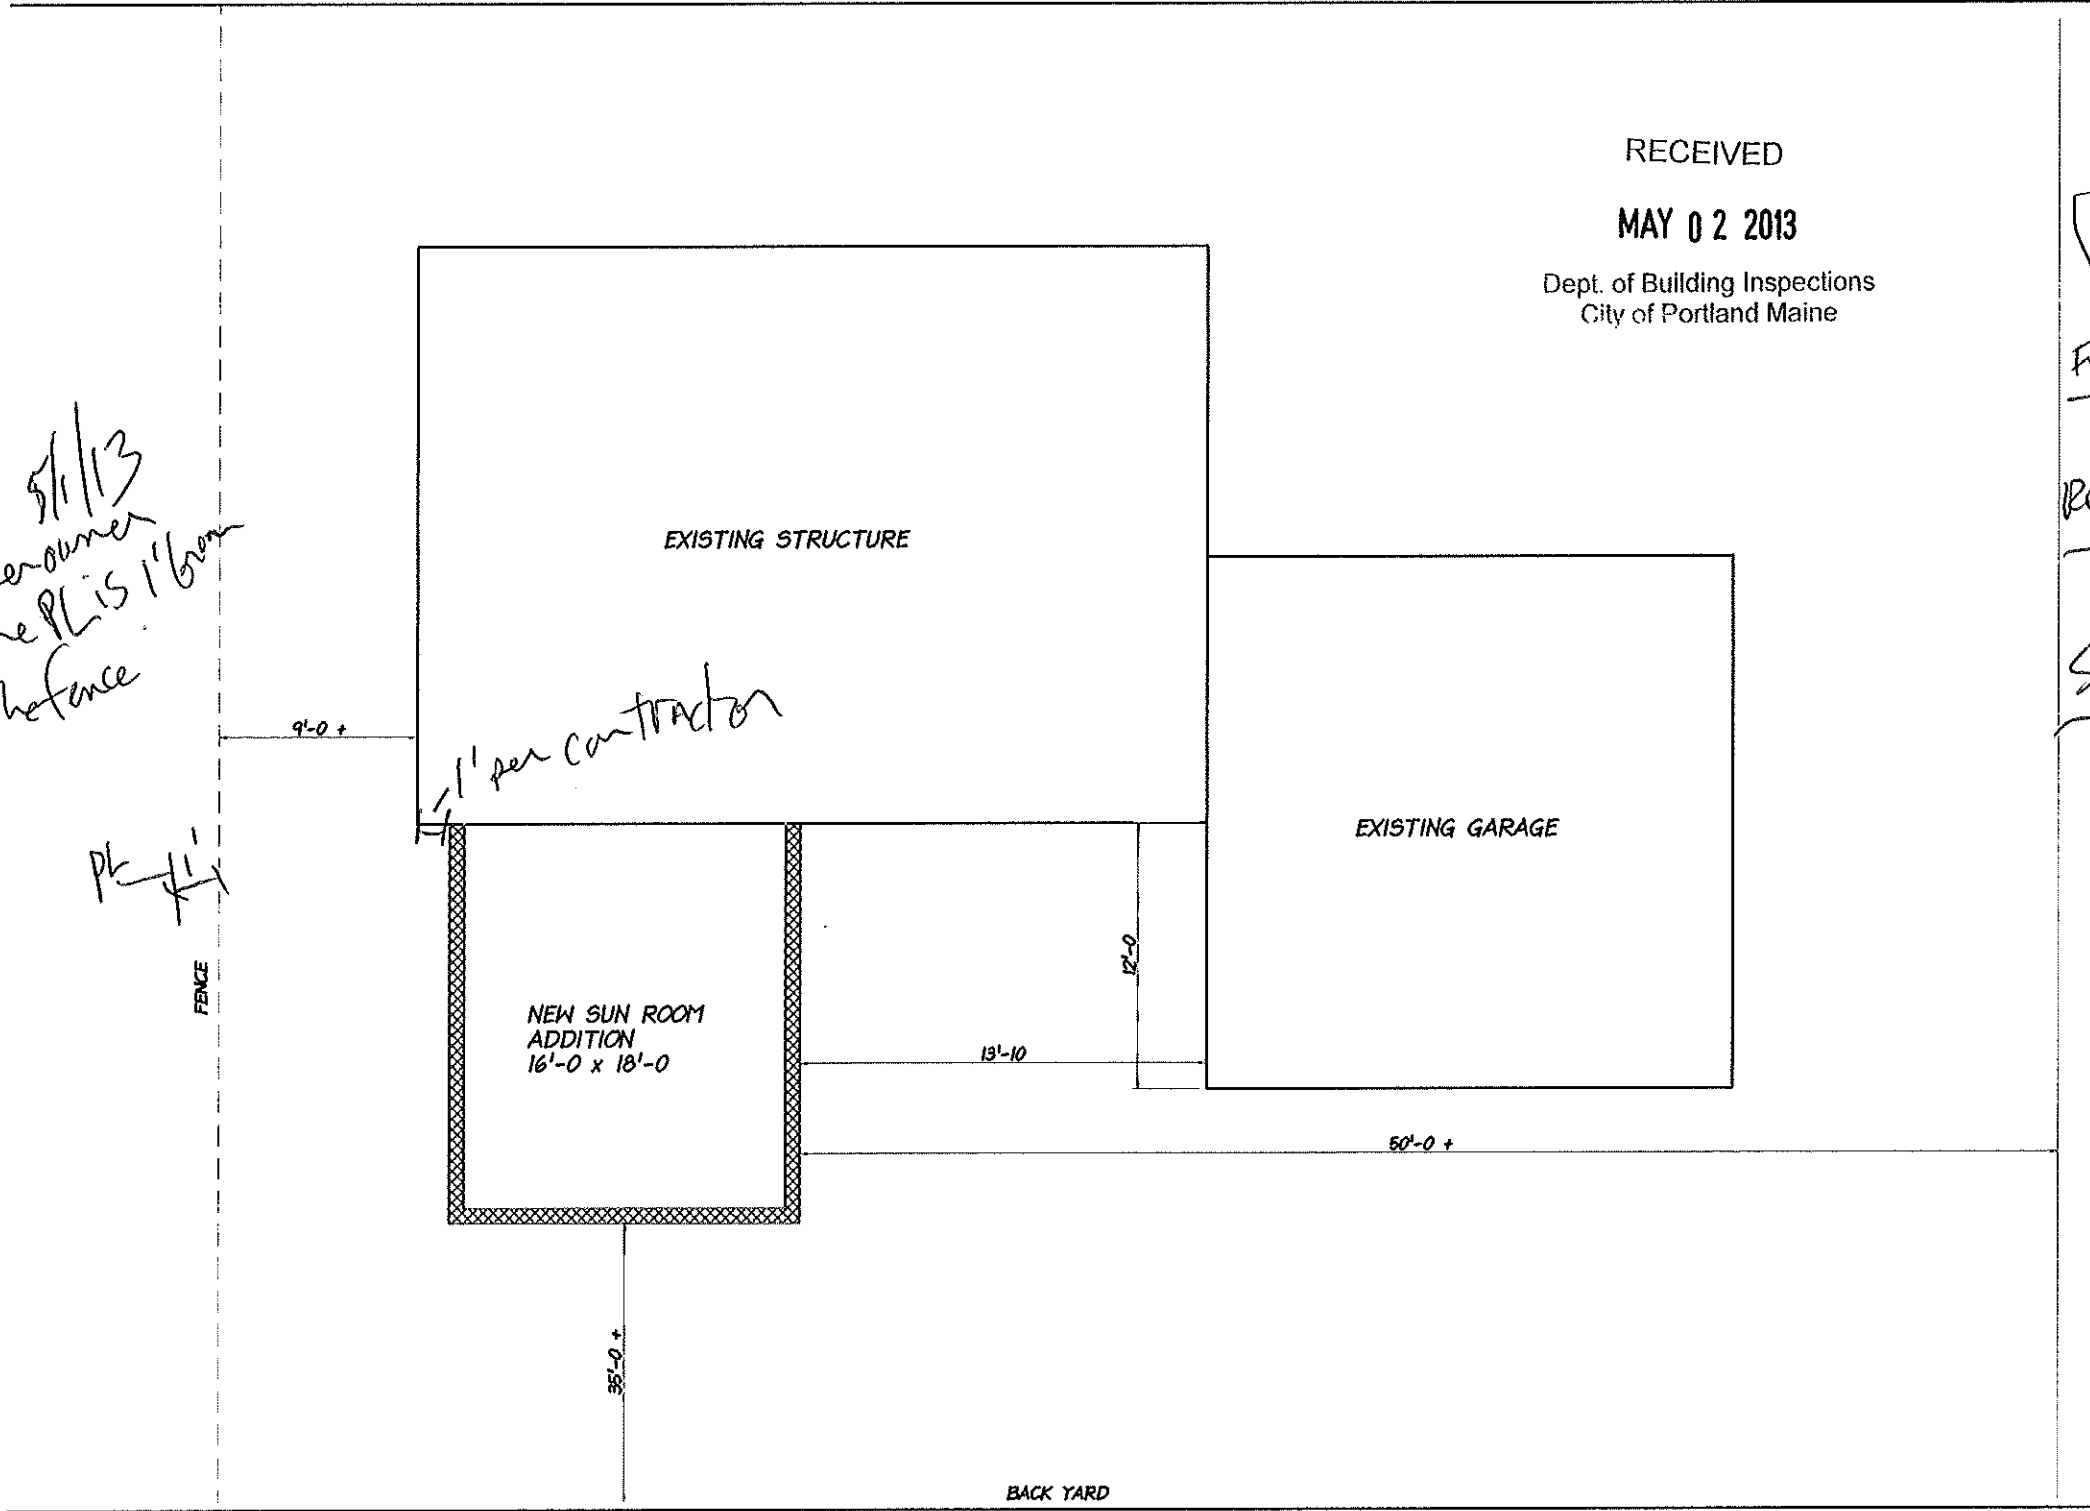 RECEIVED
MAY 02 2013
Dept. of Building Inspections
City of Portland Maine
5/1/13
owner
PL is 1' from
fence
EXISTING STRUCTURE
9'-0 +
1' per contractor
PL 1'
FENCE
EXISTING GARAGE
12'-0
NEW SUN ROOM
ADDITION
16'-0 x 18'-0
13'-10
50'-0 +
35'-0 +
BACK YARD